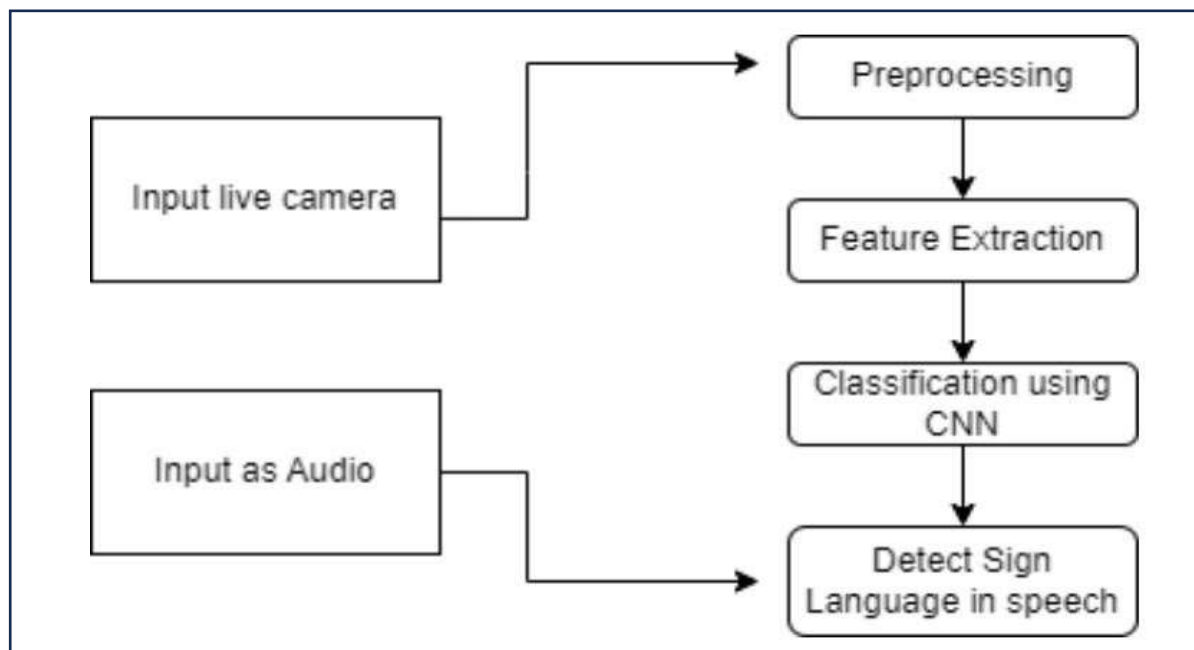 Preprocessing
Input live camera
Feature Extraction
Classification using
CNN
Input as Audio
Detect Sign
Language in speech